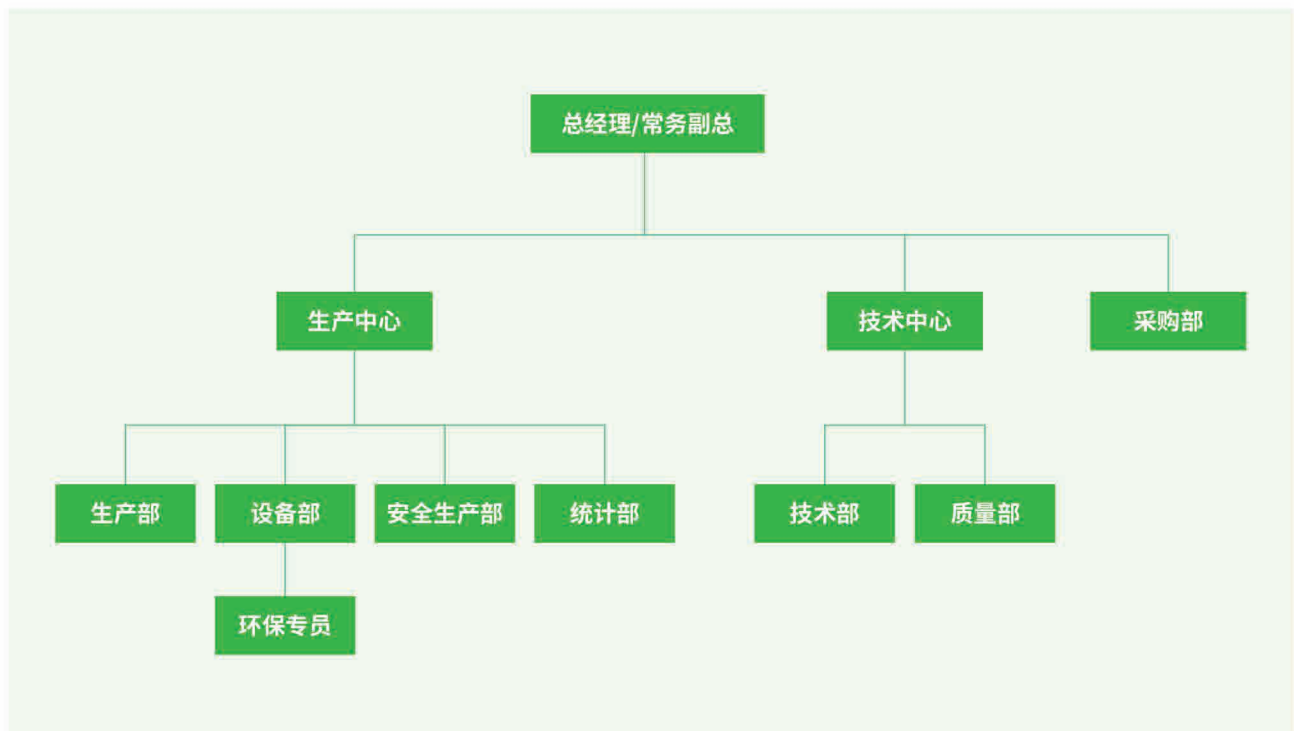 总经理/常务副总
生产中心
技术中心
采购部
生产部
设备部
安全生产部
统计部
技术部
质量部
环保专员